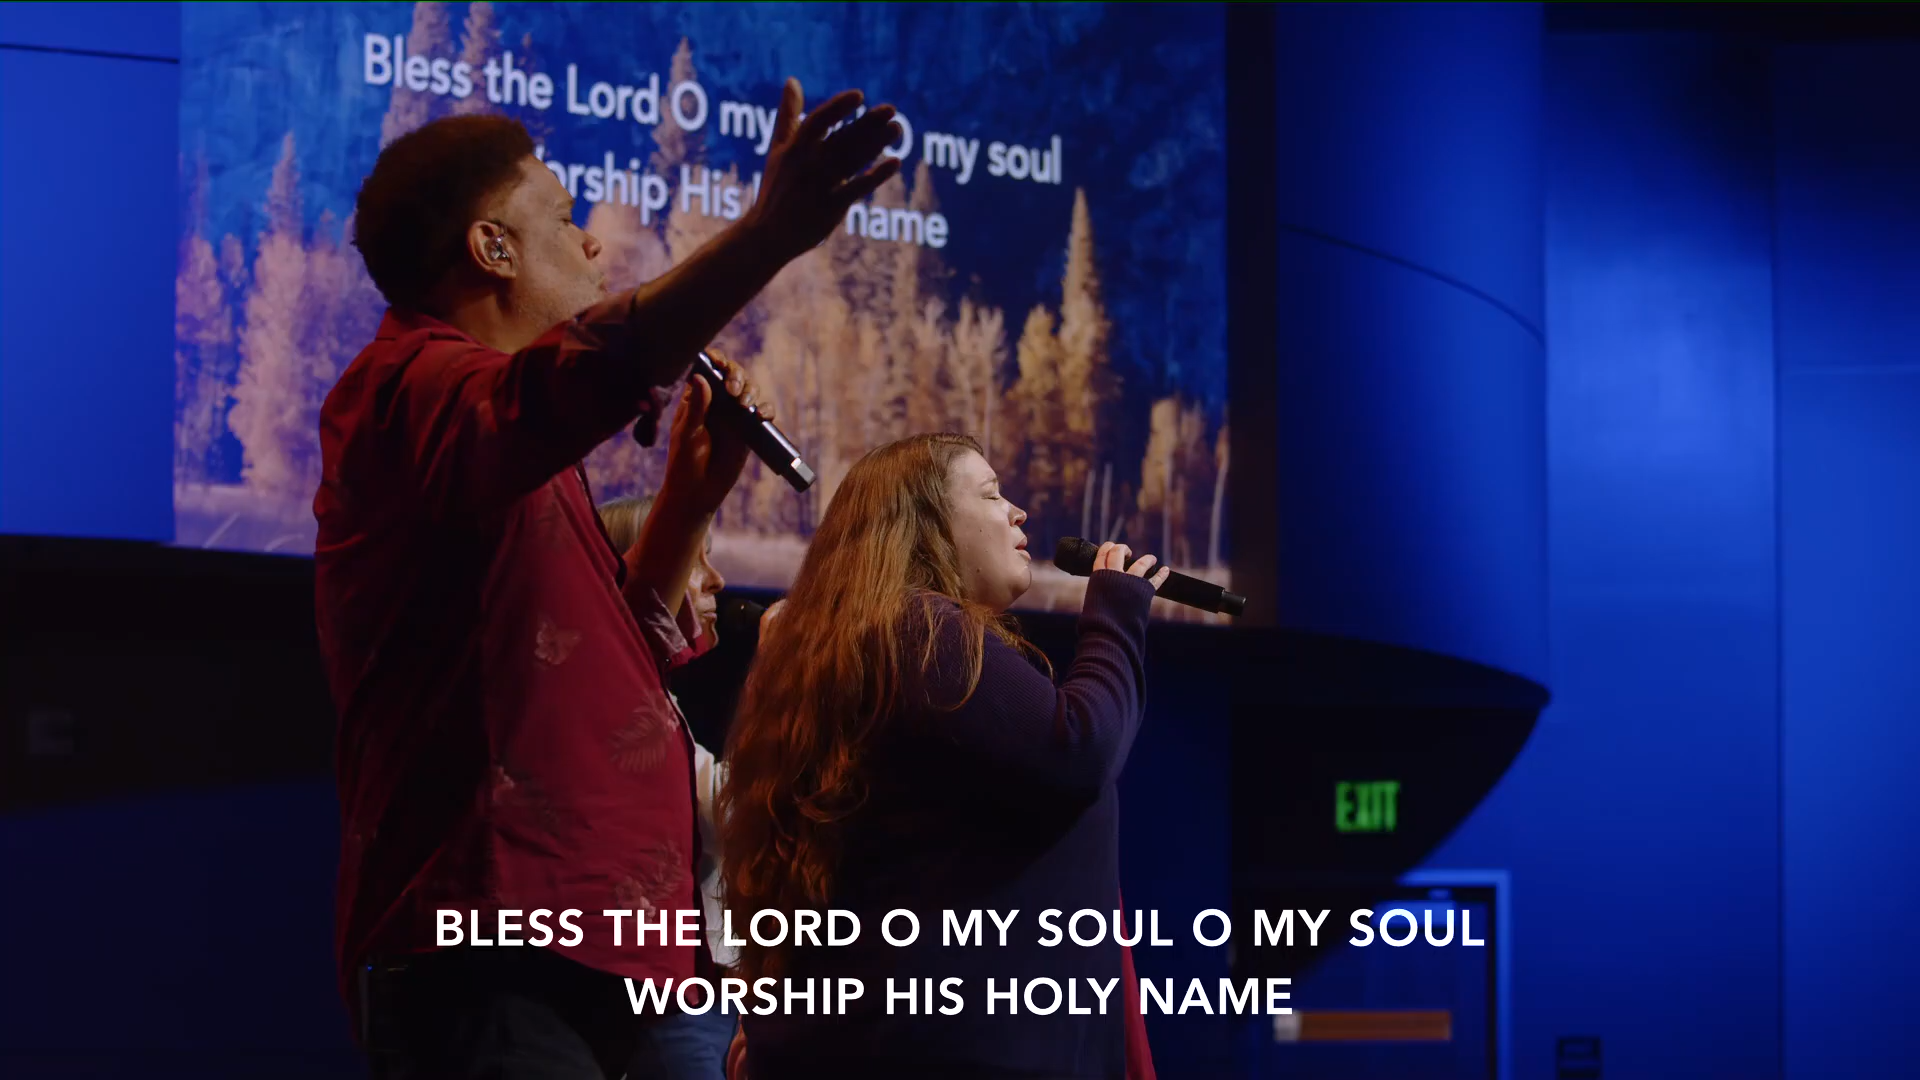 Bless the Lord O my O my soul
His name
EXIT
BLESS THE LORD O MY SOUL O MY SOUL
WORSHIP HIS HOLY NAME